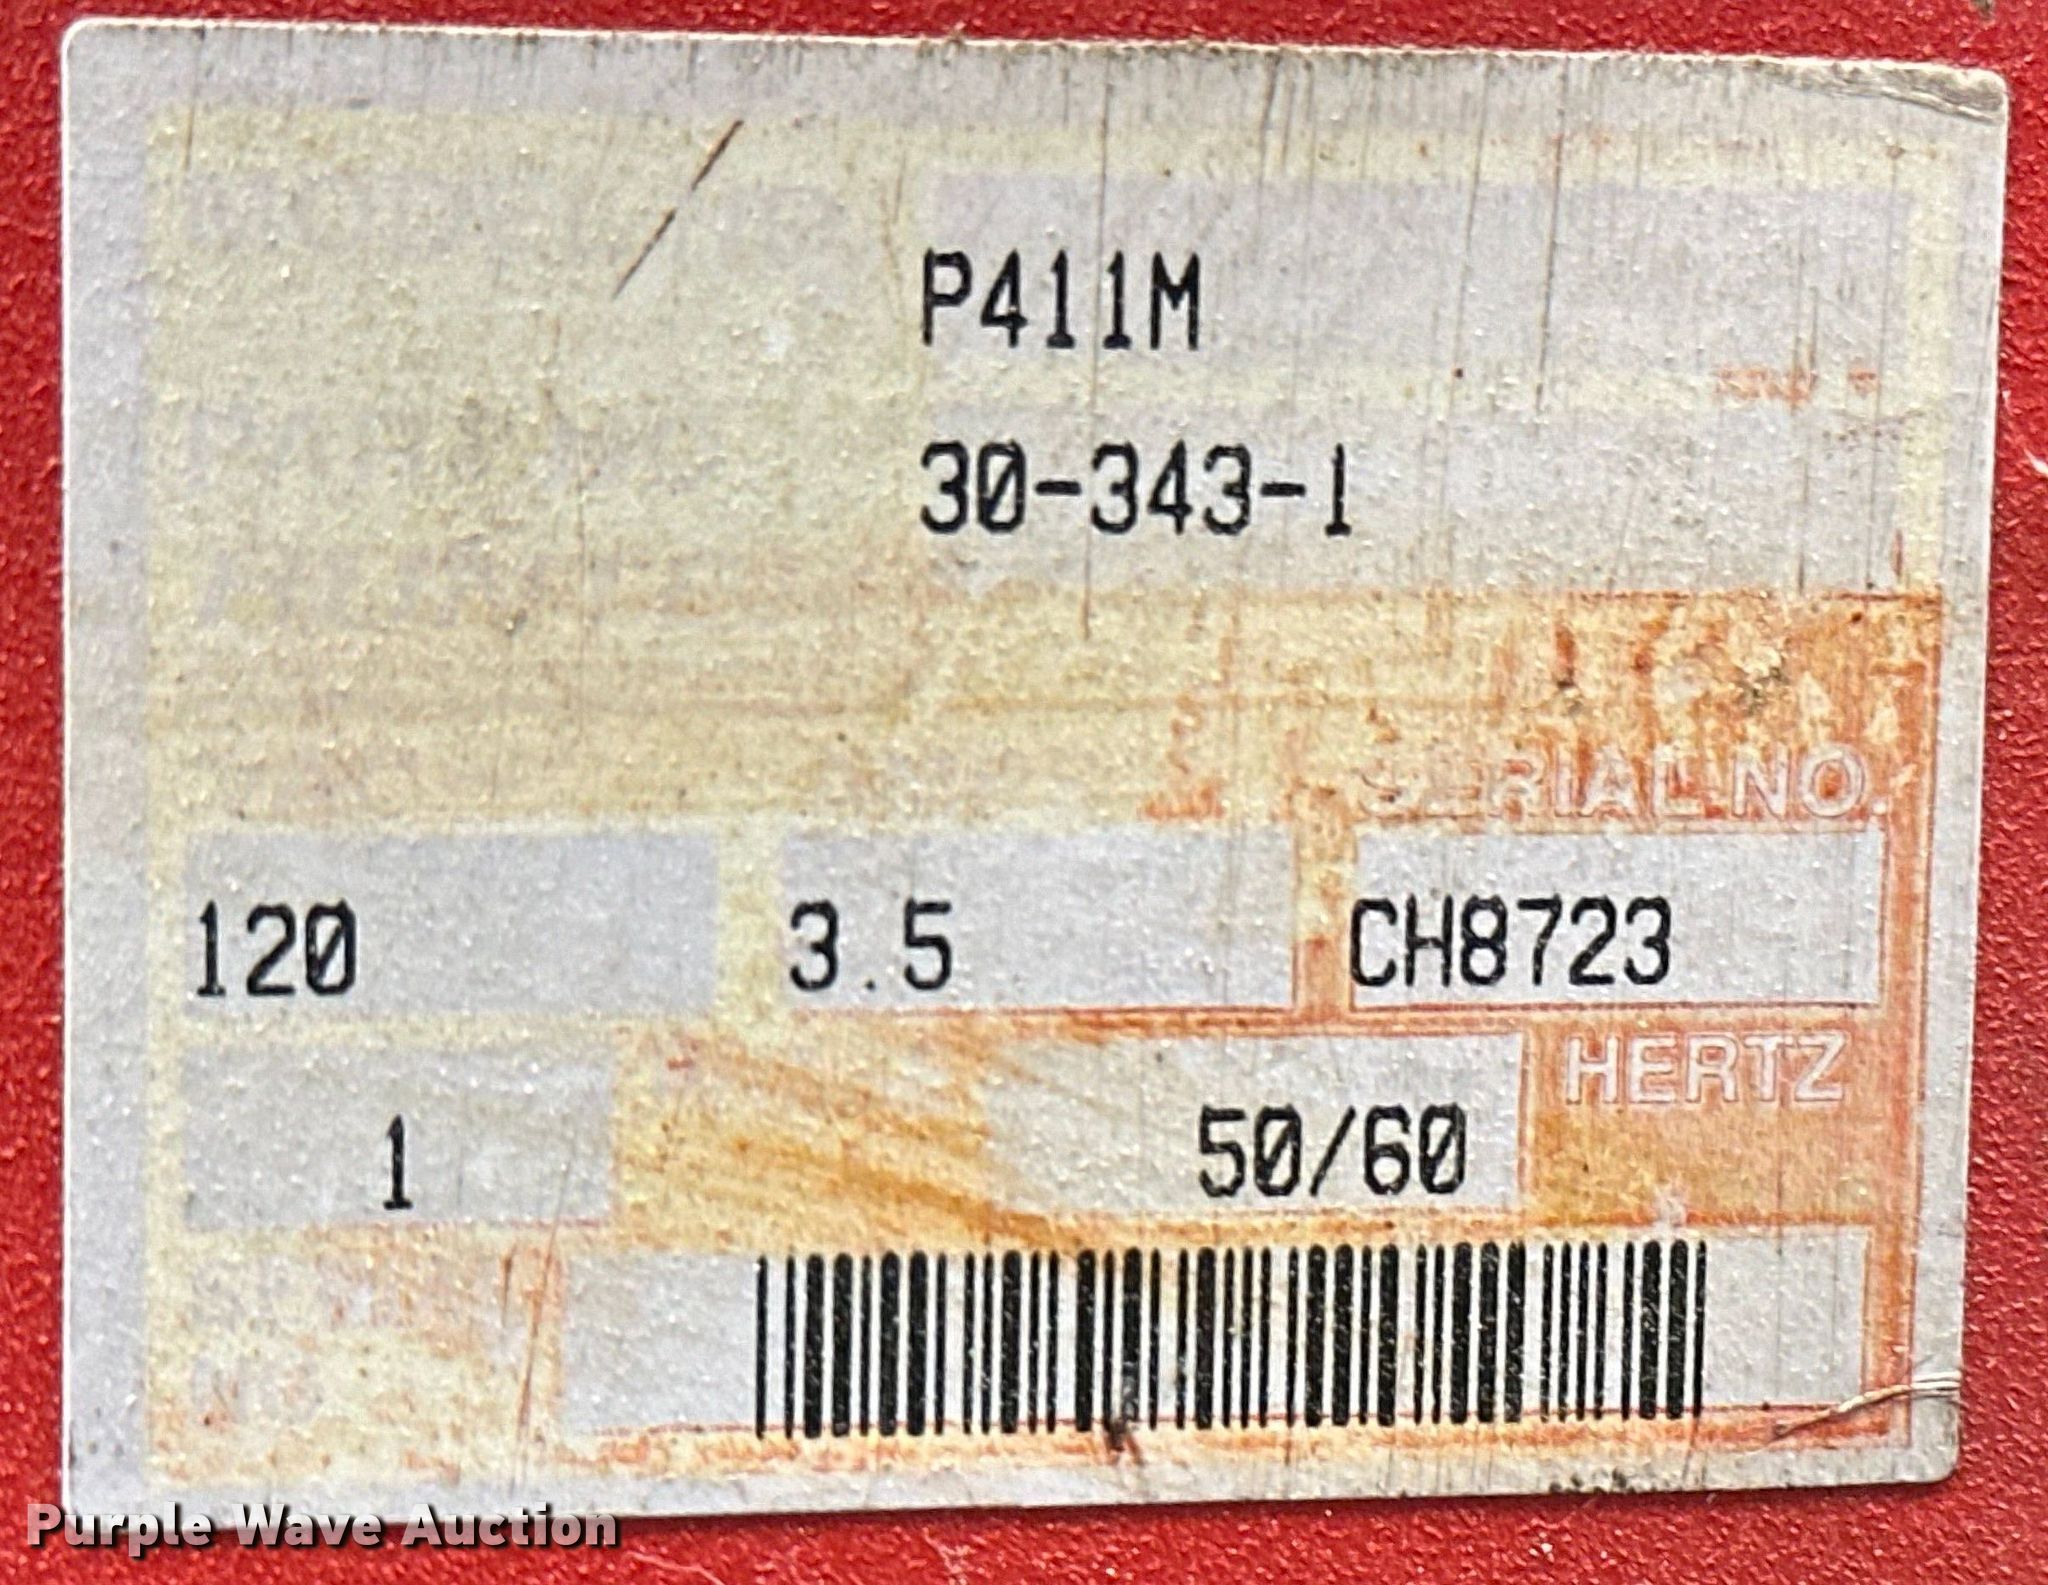 P411M
30-343-1
SERIAL NO.
120 3.5 CH8723
HERTZ
1 50/60
Purple Wave Auction